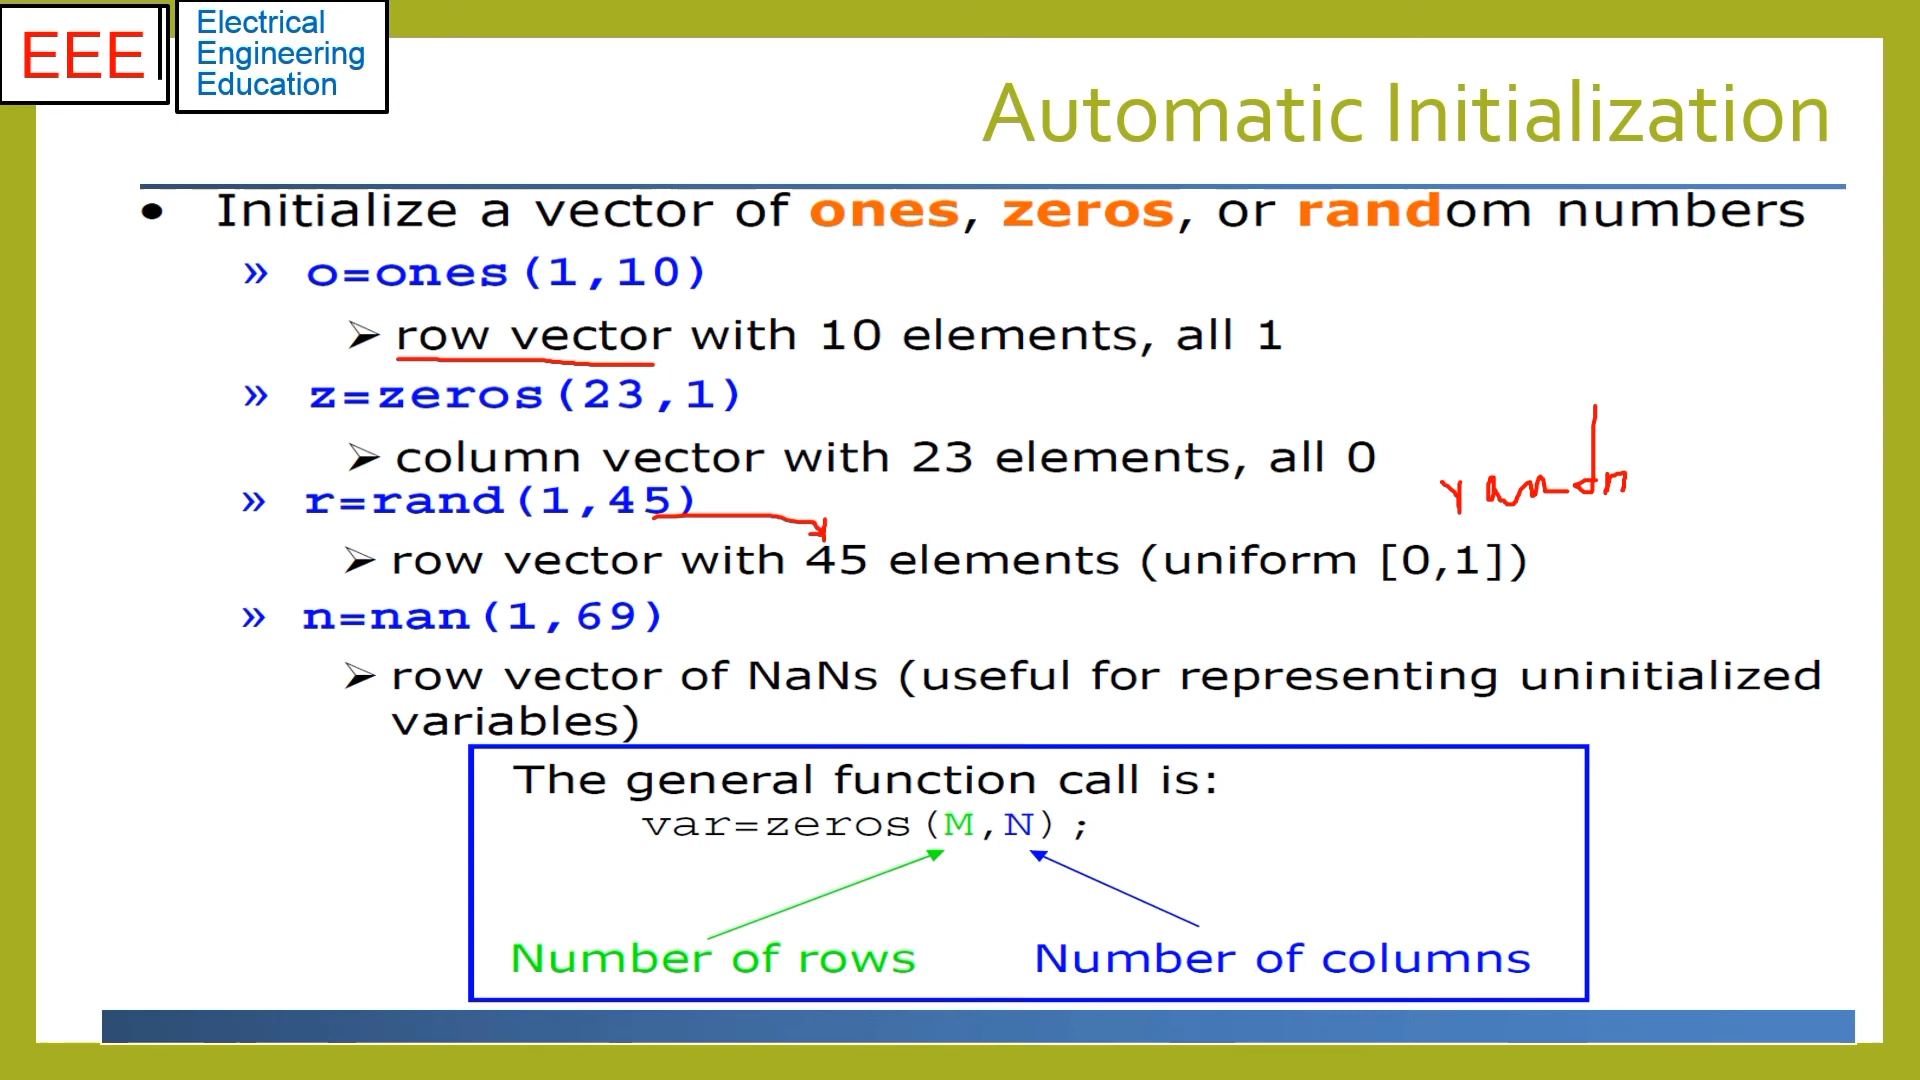 EEE
Electrical
Engineering
Education
Automatic Initialization
• Initialize a vector of ones, zeros, or random numbers
» o=ones(1,10)
➢ row vector with 10 elements, all 1
» z=zeros(23,1)
➢ column vector with 23 elements, all 0
» r=rand(1,45)
randn
➢ row vector with 45 elements (uniform [0,1])
» n=nan(1,69)
➢ row vector of NaNs (useful for representing uninitialized
variables)
The general function call is:
var=zeros(M,N);
Number of rows
Number of columns